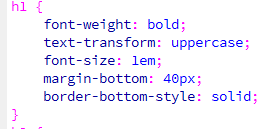 h1 {
font-weight: bold;
text-transform: uppercase;
font-size: 1em;
margin-bottom: 40px;
border-bottom-style: solid;
}